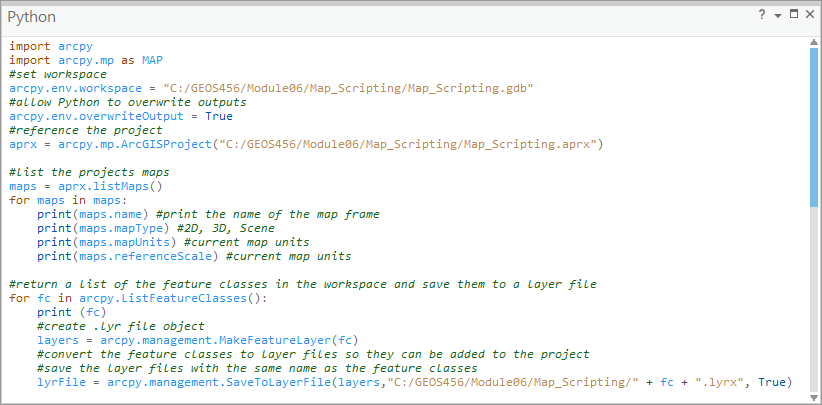 Python
import arcpy
import arcpy.mp as MAP
#set workspace
arcpy.env.workspace = "C:/GEOS456/Module06/Map_Scripting/Map_Scripting.gdb"
#allow Python to overwrite outputs
arcpy.env.overwriteOutput = True
#reference the project
aprx = arcpy.mp.ArcGISProject("C:/GEOS456/Module06/Map_Scripting/Map_Scripting.aprx")
#list the projects maps
maps = aprx.listMaps()
for maps in maps:
    print(maps.name) #print the name of the map frame
    print(maps.mapType) #2D, 3D, Scene
    print(maps.mapUnits) #current map units
    print(maps.referenceScale) #current map units
#return a list of the feature classes in the workspace and save them to a layer file
for fc in arcpy.ListFeatureClasses():
    print (fc)
    #create .lyr file object
    layers = arcpy.management.MakeFeatureLayer(fc)
    #convert the feature classes to layer files so they can be added to the project
    #save the layer files with the same name as the feature classes
    lyrFile = arcpy.management.SaveToLayerFile(layers,"C:/GEOS456/Module06/Map_Scripting/" + fc + ".lyrx", True)